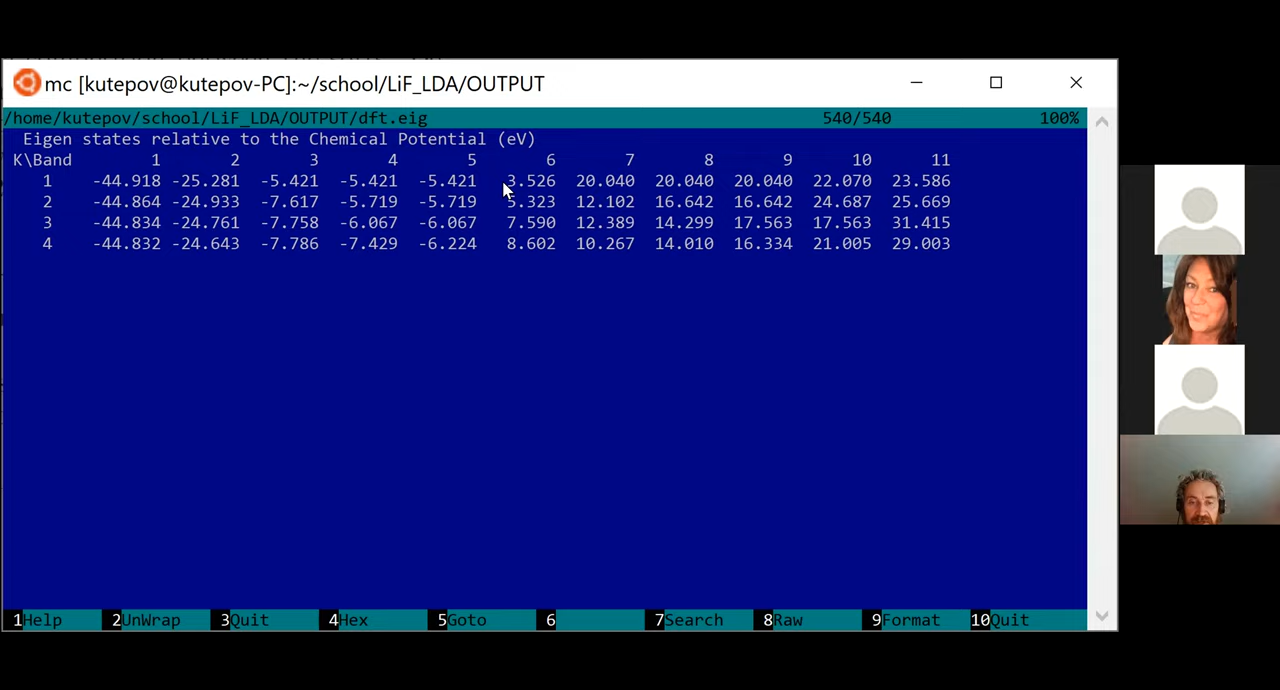 mc [kutepov@kutepov-PC]:~/school/LiF_LDA/OUTPUT
/home/kutepov/school/LiF_LDA/OUTPUT/dft.eig 540/540 100%
Eigen states relative to the Chemical Potential (eV)
K\Band 1 2 3 4 5 6 7 8 9 10 11
1 -44.918 -25.281 -5.421 -5.421 -5.421 3.526 20.040 20.040 20.040 22.070 23.586
2 -44.864 -24.933 -7.617 -5.719 -5.719 5.323 12.102 16.642 16.642 24.687 25.669
3 -44.834 -24.761 -7.758 -6.067 -6.067 7.590 12.389 14.299 17.563 17.563 31.415
4 -44.832 -24.643 -7.786 -7.429 -6.224 8.602 10.267 14.010 16.334 21.005 29.003
1Help 2UnWrap 3Quit 4Hex 5Goto 6 7Search 8Raw 9Format 10Quit